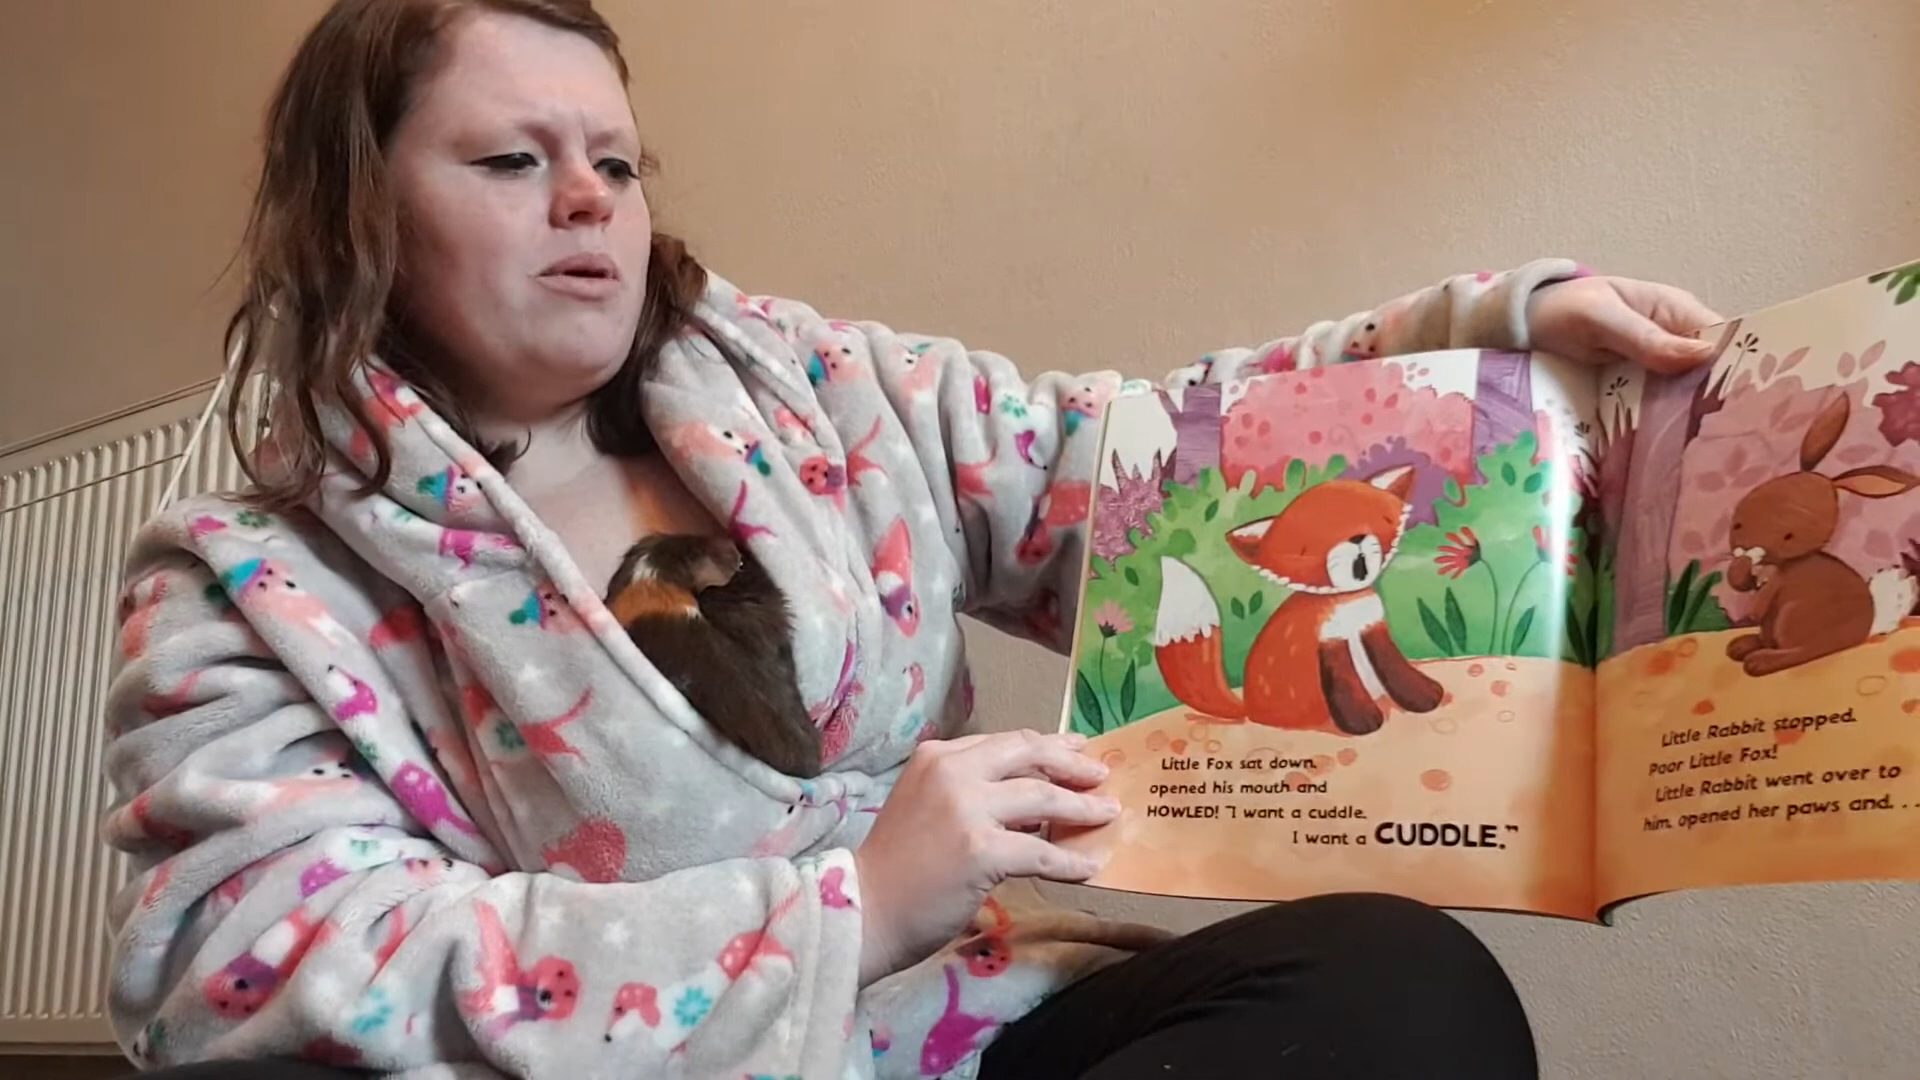 Little Fox sat down,
opened his mouth and
HOWLED! "I want a cuddle.
I want a CUDDLE."
Little Rabbit stopped.
Poor Little Fox!
Little Rabbit went over to
him, opened her paws and. . .